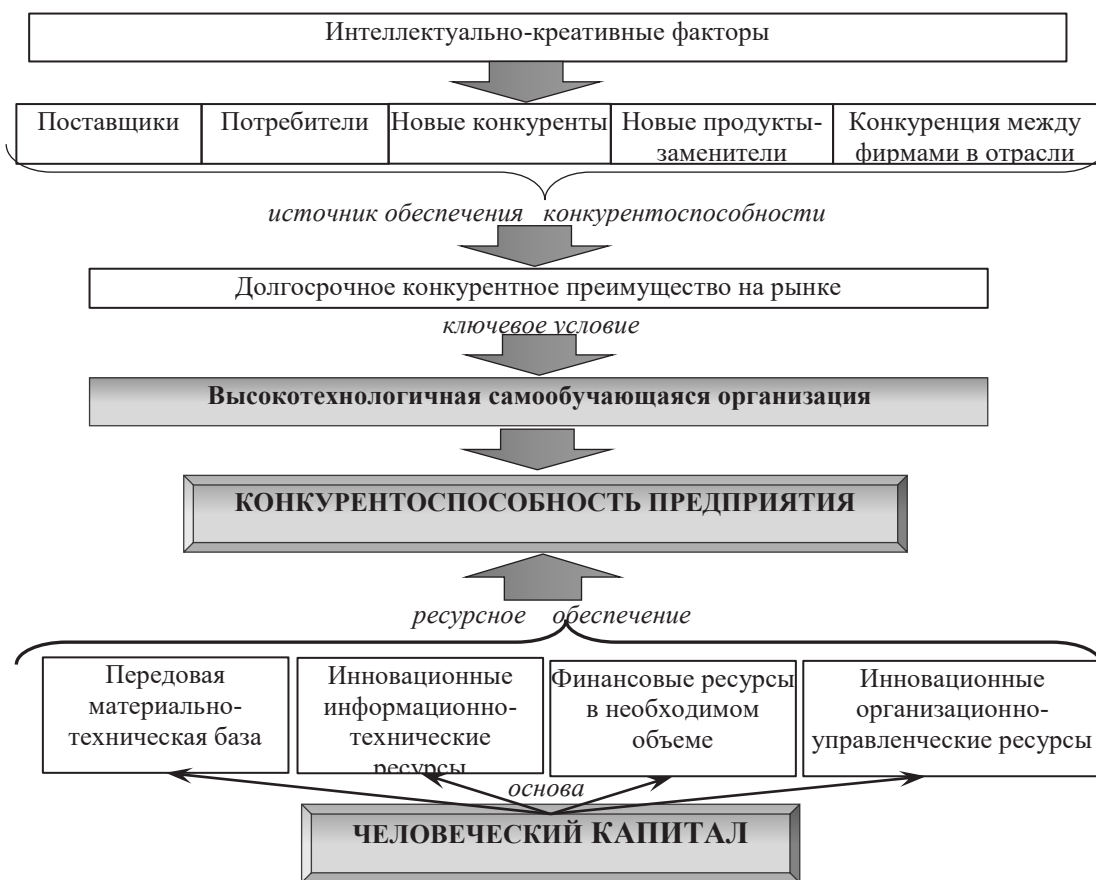 Интеллектуально-креативные факторы
Поставщики
Потребители
Новые конкуренты
Новые продукты-
заменители
Конкуренция между
фирмами в отрасли
источник обеспечения конкурентоспособности
Долгосрочное конкурентное преимущество на рынке
ключевое условие
Высокотехнологичная самообучающаяся организация
КОНКУРЕНТОСПОСОБНОСТЬ ПРЕДПРИЯТИЯ
ресурсное обеспечение
Передовая
материально-
техническая база
Инновационные
информационно-
технические
ресурсы
Финансовые ресурсы
в необходимом
объеме
Инновационные
организационно-
управленческие ресурсы
основа
ЧЕЛОВЕЧЕСКИЙ КАПИТАЛ